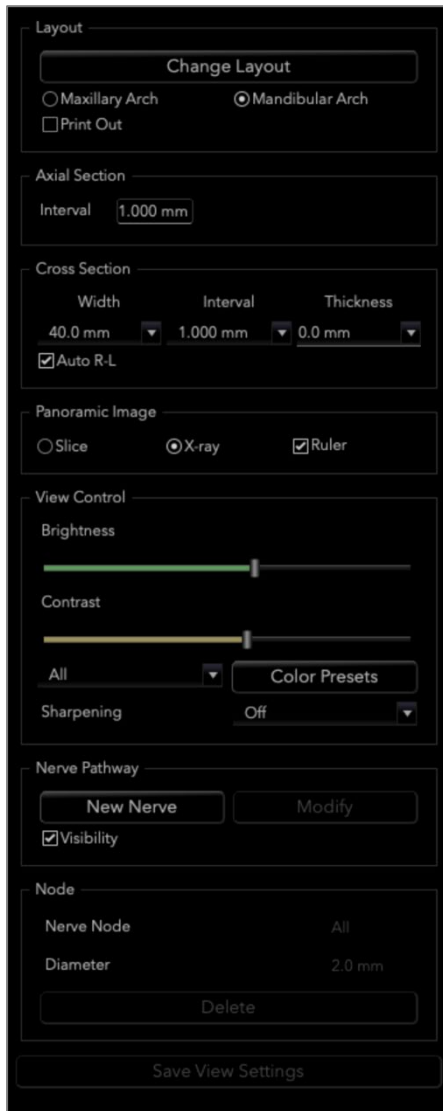 Layout
Change Layout
Maxillary Arch Mandibular Arch
Print Out
Axial Section
Interval 1.000 mm
Cross Section
Width Interval Thickness
40.0 mm 1.000 mm 0.0 mm
Auto R-L
Panoramic Image
Slice X-ray Ruler
View Control
Brightness
Contrast
All Color Presets
Sharpening Off
Nerve Pathway
New Nerve Modify
Visibility
Node
Nerve Node All
Diameter 2.0 mm
Delete
Save View Settings